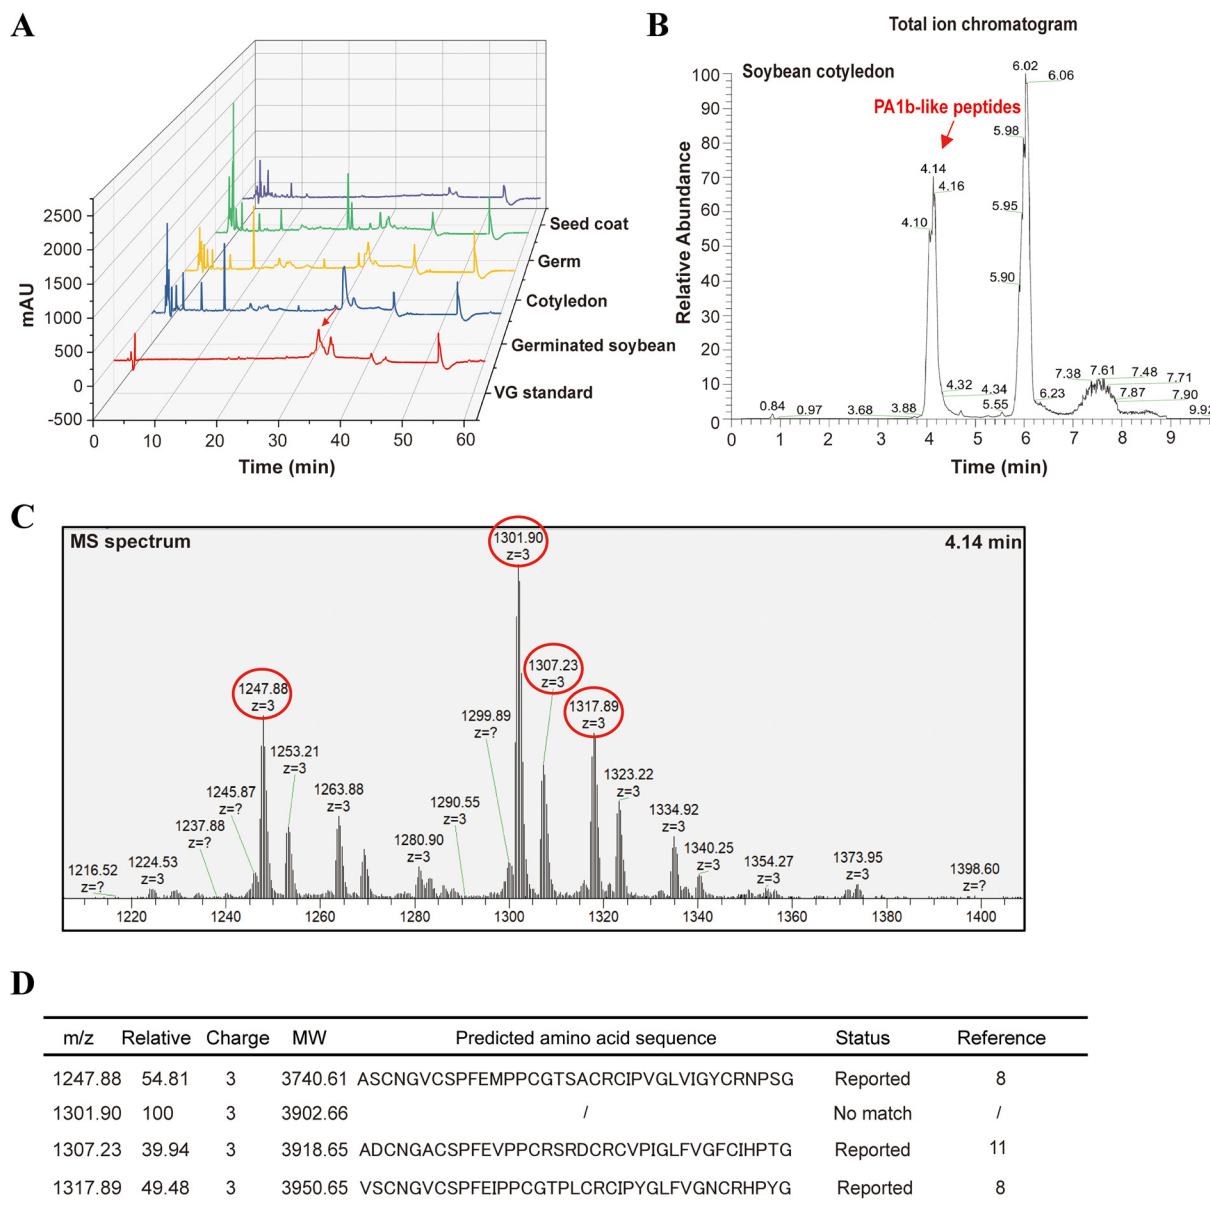 A
2500
2000
1500
1000
500
0
-500
mAU
0 10 20 30 40 50 60
Time (min)
Seed coat
Germ
Cotyledon
Germinated soybean
VG standard
B
Total ion chromatogram
Soybean cotyledon
PA1b-like peptides
Relative Abundance
100
90
80
70
60
50
40
30
20
10
0
6.02
6.06
5.98
4.14
4.16
5.95
4.10
5.90
7.38 7.61 7.48 7.71
4.32 4.34 6.23 7.87 7.90
0.84 0.97 3.68 3.88 5.55 9.92
0 1 2 3 4 5 6 7 8 9
Time (min)
C
MS spectrum
4.14 min
1301.90
z=3
1307.23
z=3
1247.88
z=3
1317.89
z=3
1299.89
z=?
1253.21
z=3
1245.87
z=?
1263.88
z=3
1290.55
z=3
1323.22
z=3
1237.88
z=?
1334.92
z=3
1280.90
z=3
1340.25
z=3
1216.52
z=?
1224.53
z=3
1354.27
z=3
1373.95
z=3
1398.60
z=?
1220 1240 1260 1280 1300 1320 1340 1360 1380 1400
D
m/z Relative Charge MW Predicted amino acid sequence Status Reference
1247.88 54.81 3 3740.61 ASCNGVCSPFEMPPCGTSACRCIPVGLVIGYCRNPSG Reported 8
1301.90 100 3 3902.66 / No match /
1307.23 39.94 3 3918.65 ADCNGACSPFEVPPCRSRDCRCVPIGLFVGFCIHPTG Reported 11
1317.89 49.48 3 3950.65 VSCNGVCSPFEIPPCGTPLCRCIPYGLFVGNCRHPYG Reported 8